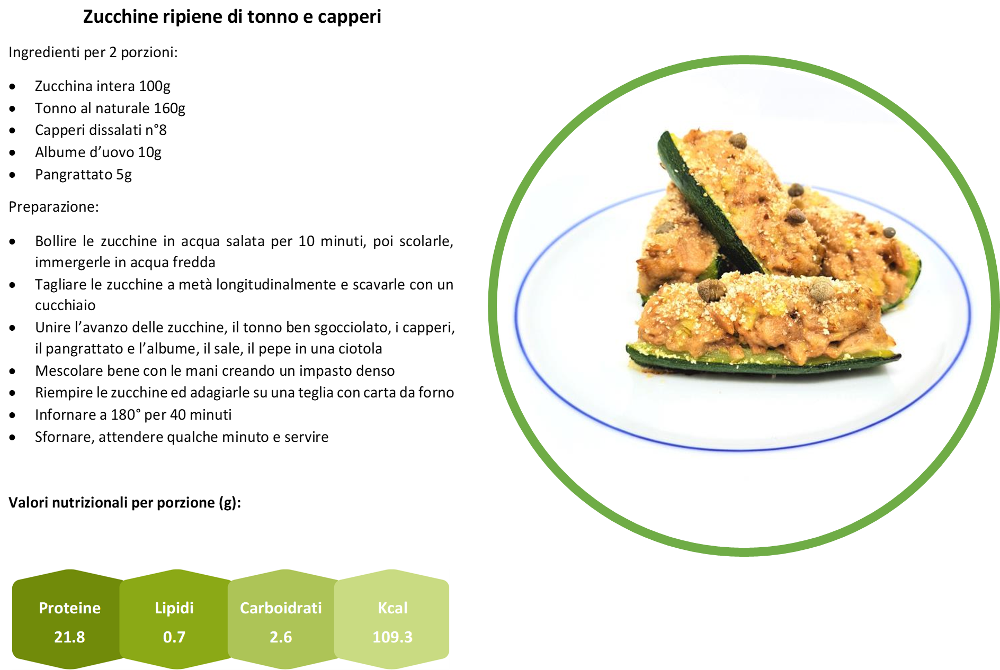 Zucchine ripiene di tonno e capperi
Ingredienti per 2 porzioni:
• Zucchina intera 100g
• Tonno al naturale 160g
• Capperi dissalati n°8
• Albume d’uovo 10g
• Pangrattato 5g
Preparazione:
• Bollire le zucchine in acqua salata per 10 minuti, poi scolarle,
immergerle in acqua fredda
• Tagliare le zucchine a metà longitudinalmente e scavarle con un
cucchiaio
• Unire l’avanzo delle zucchine, il tonno ben sgocciolato, i capperi,
il pangrattato e l’albume, il sale, il pepe in una ciotola
• Mescolare bene con le mani creando un impasto denso
• Riempire le zucchine ed adagiarle su una teglia con carta da forno
• Infornare a 180° per 40 minuti
• Sfornare, attendere qualche minuto e servire
Valori nutrizionali per porzione (g):
Proteine Lipidi Carboidrati Kcal
21.8 0.7 2.6 109.3